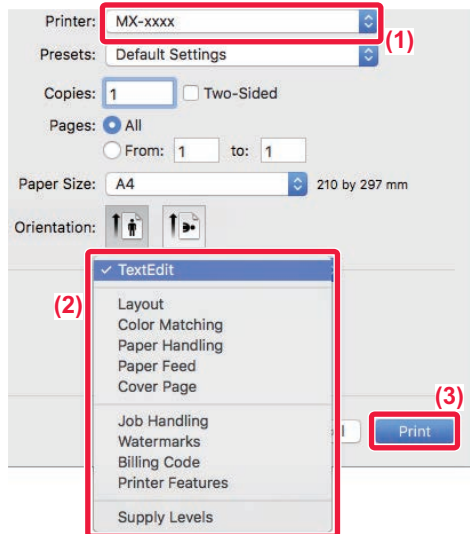 Printer: MX-xxxx
(1)
Presets: Default Settings
Copies: 1 Two-Sided
Pages: All
From: 1 to: 1
Paper Size: A4 210 by 297 mm
Orientation:
✓ TextEdit
(2)
Layout
Color Matching
Paper Handling
Paper Feed
Cover Page
(3)
Job Handling
Print
Watermarks
Billing Code
Printer Features
Supply Levels